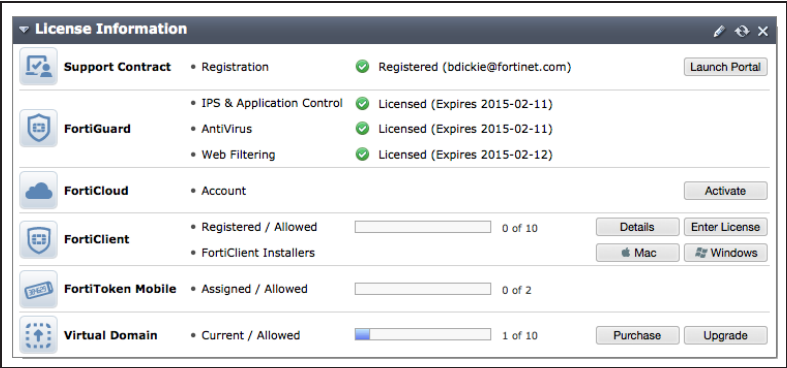 License Information
Support Contract • Registration Registered (bdickie@fortinet.com) Launch Portal
• IPS & Application Control Licensed (Expires 2015-02-11)
FortiGuard • AntiVirus Licensed (Expires 2015-02-11)
• Web Filtering Licensed (Expires 2015-02-12)
FortiCloud • Account Activate
FortiClient • Registered / Allowed 0 of 10 Details Enter License
• FortiClient Installers Mac Windows
FortiToken Mobile • Assigned / Allowed 0 of 2
Virtual Domain • Current / Allowed 1 of 10 Purchase Upgrade